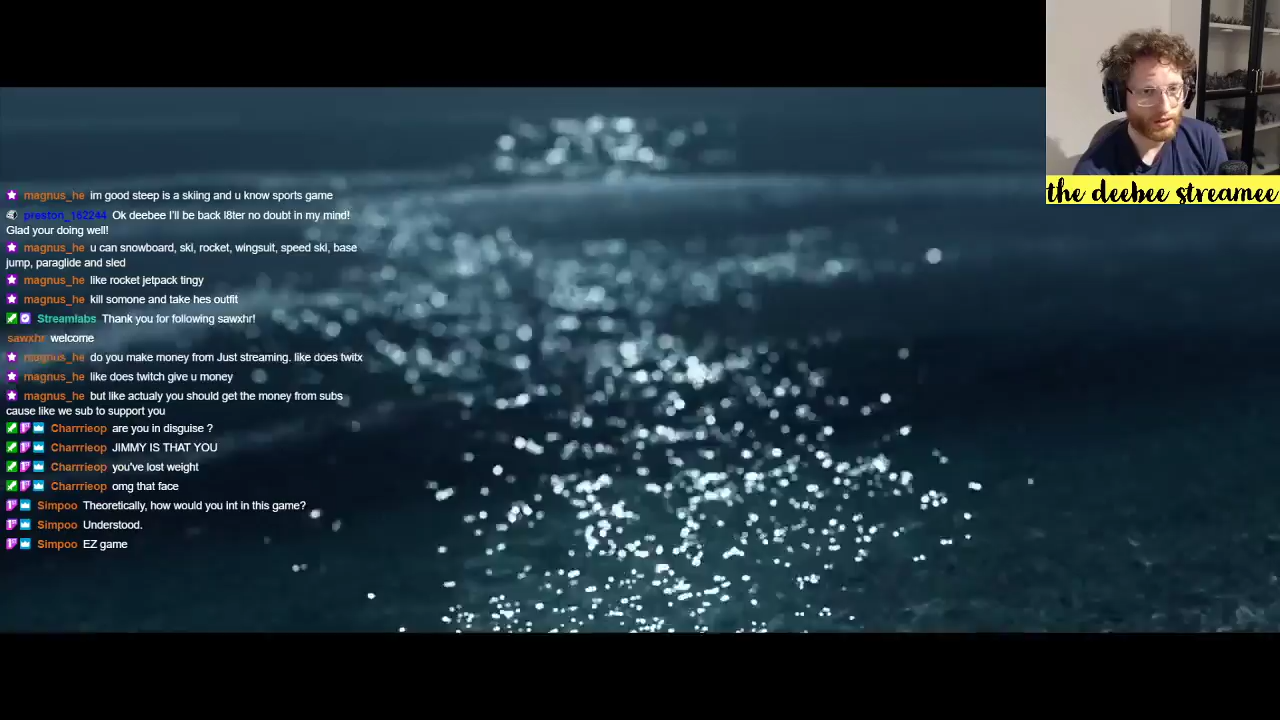 the deebee streamee
magnus_he im good steep is a skiing and u know sports game
preston_162244 Ok deebee I'll be back l8ter no doubt in my mind!
Glad your doing well!
magnus_he u can snowboard, ski, rocket, wingsuit, speed ski, base
jump, paraglide and sled
magnus_he like rocket jetpack tingy
magnus_he kill somone and take hes outfit
Streamlabs Thank you for following sawxhr!
sawxhr welcome
magnus_he do you make money from Just streaming. like does twitx
magnus_he like does twitch give u money
magnus_he but like actualy you should get the money from subs
cause like we sub to support you
Charrrieop are you in disguise ?
Charrrieop JIMMY IS THAT YOU
Charrrieop you've lost weight
Charrrieop omg that face
Simpoo Theoretically, how would you int in this game?
Simpoo Understood.
Simpoo EZ game